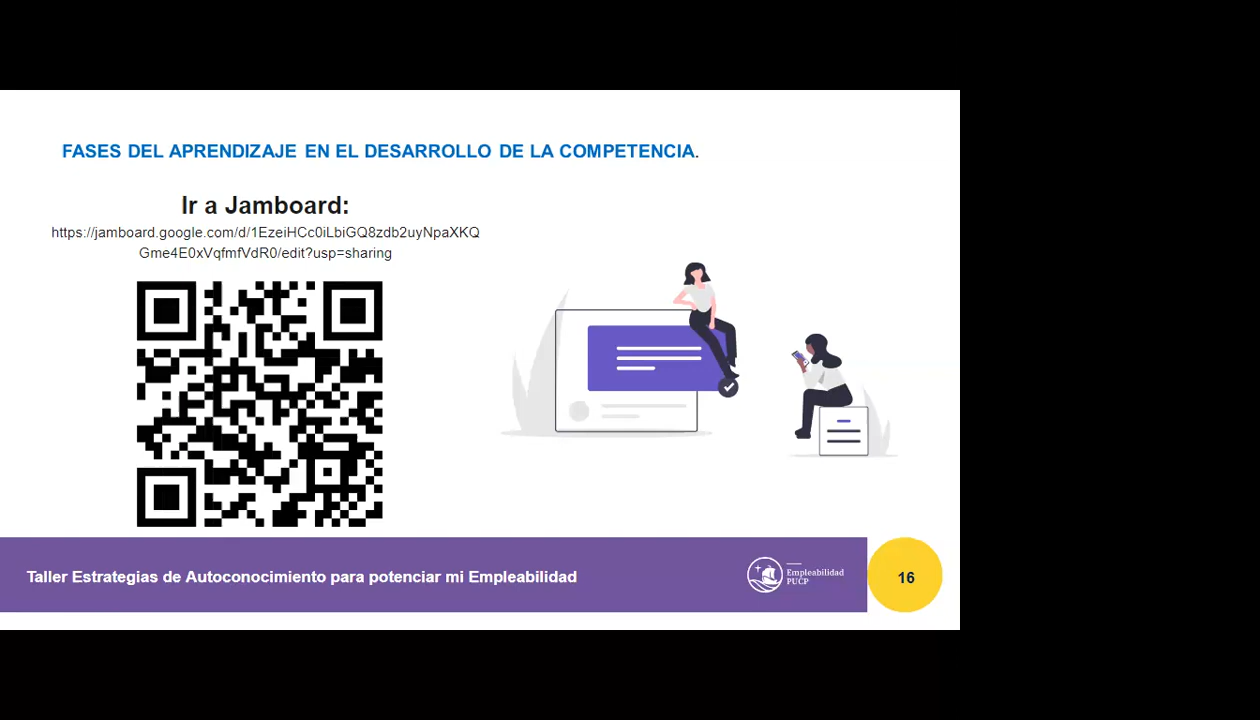 FASES DEL APRENDIZAJE EN EL DESARROLLO DE LA COMPETENCIA.
Ir a Jamboard:
https://jamboard.google.com/d/1EzeiHCc0iLbiGQ8zdb2uyNpaXKQ
Gme4E0xVqfmfVdR0/edit?usp=sharing
Taller Estrategias de Autoconocimiento para potenciar mi Empleabilidad
Empleabilidad
PUCP
16